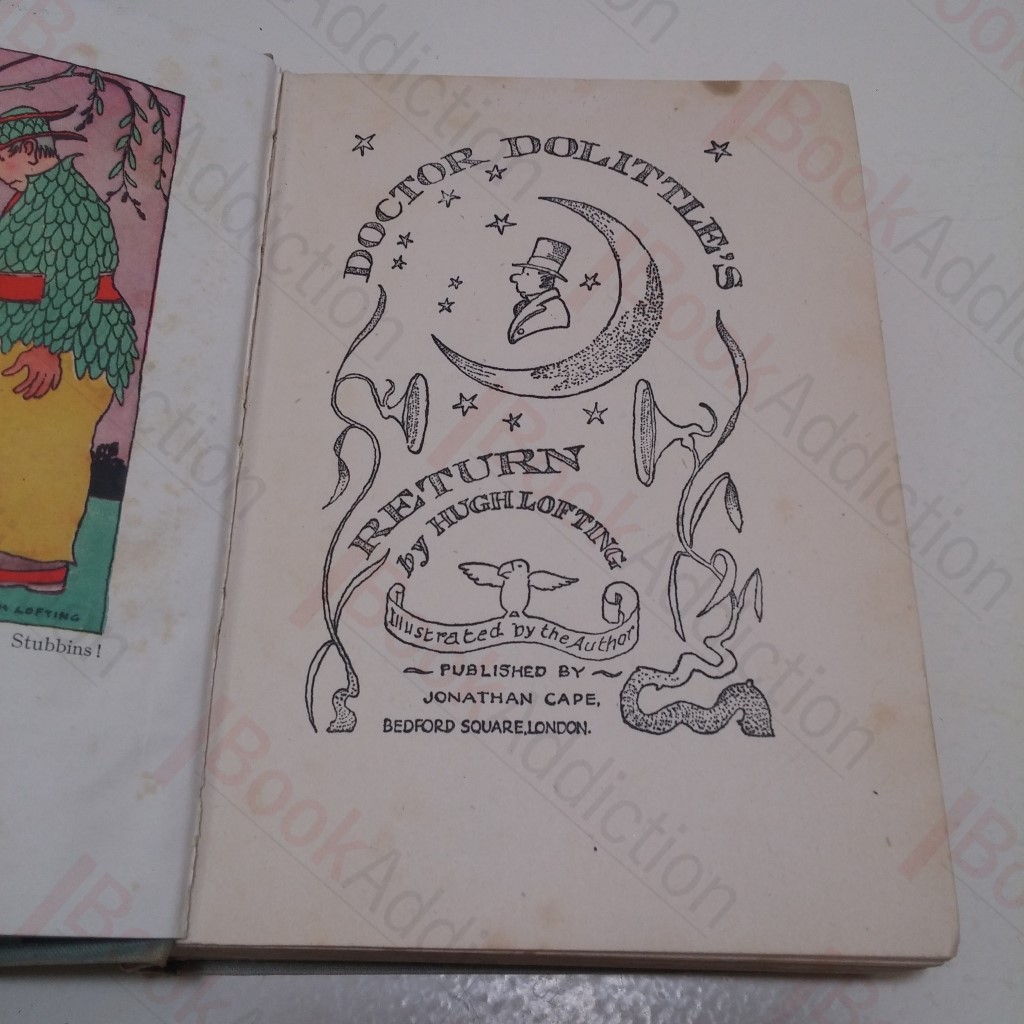 H LOFTING
Stubbins!
DOCTOR DOLITTLE'S
RETURN
by HUGH LOFTING
Illustrated by the Author
~ PUBLISHED BY ~
JONATHAN CAPE,
BEDFORD SQUARE, LONDON.
BookAddiction